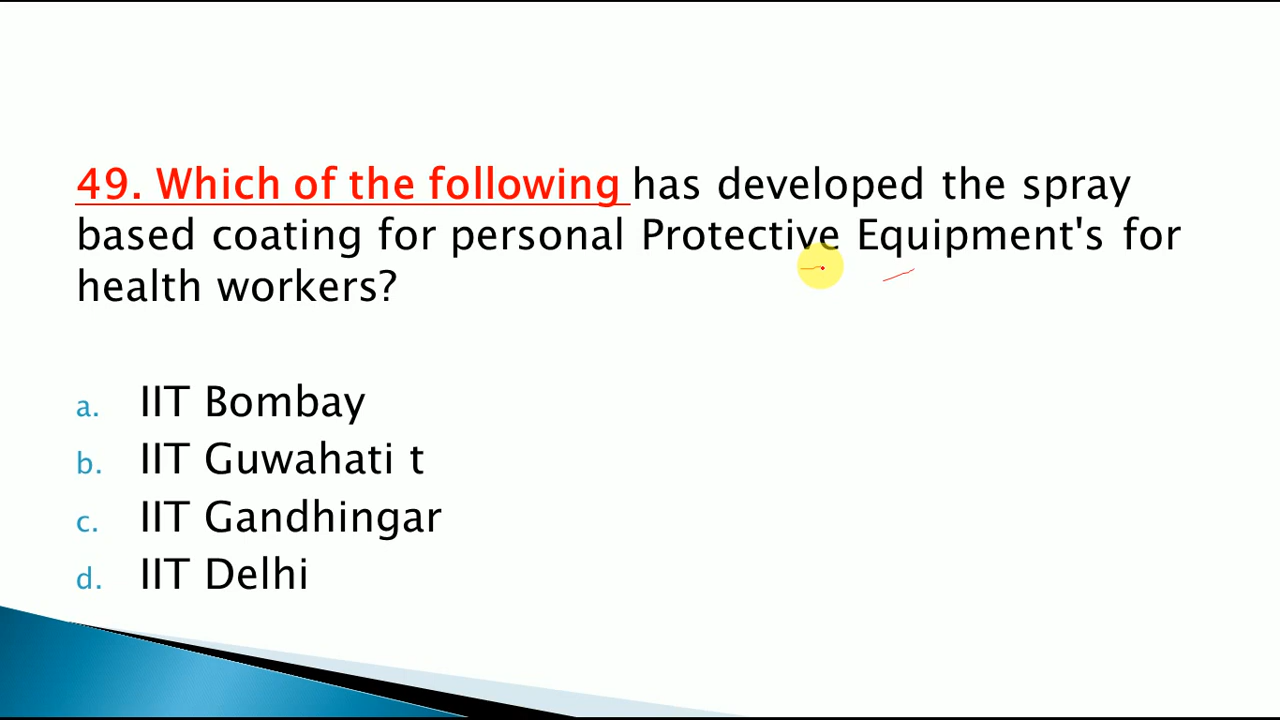 49. Which of the following has developed the spray
based coating for personal Protective Equipment's for
health workers?
a. IIT Bombay
b. IIT Guwahati t
c. IIT Gandhingar
d. IIT Delhi